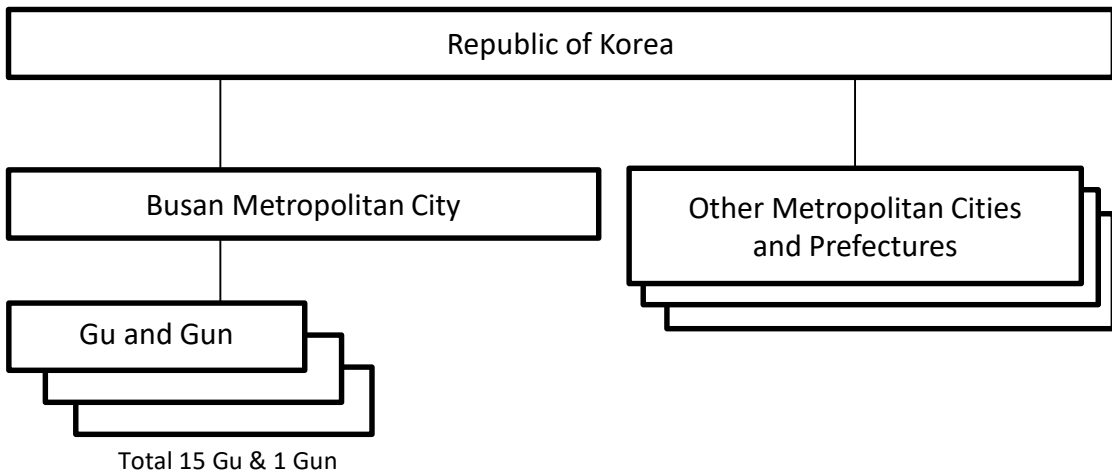 Republic of Korea
Busan Metropolitan City
Other Metropolitan Cities
and Prefectures
Gu and Gun
Total 15 Gu & 1 Gun